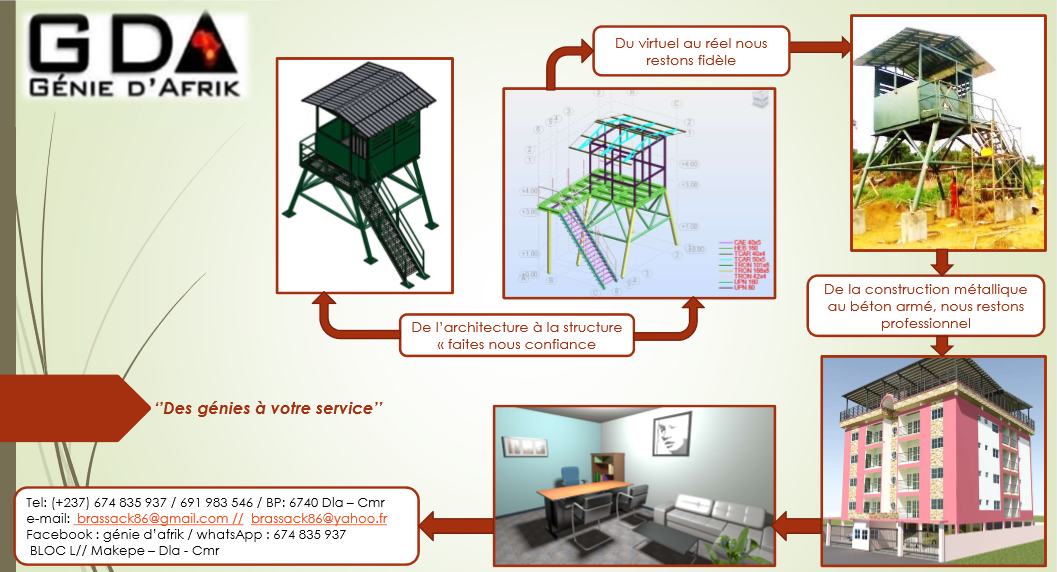 GDA
GÉNIE D'AFRIK
Du virtuel au réel nous
restons fidèle
CAE 40x5
HEB 160
TCAR 40x4
TCAR 50x5
TRON 101x5
TRON 168x5
TRON 42x4
UPN 160
UPN 80
De l'architecture à la structure
« faites nous confiance
De la construction métallique
au béton armé, nous restons
professionnel
‘’Des génies à votre service’’
Tel: (+237) 674 835 937 / 691 983 546 / BP: 6740 Dla – Cmr
e-mail: brassack86@gmail.com // brassack86@yahoo.fr
Facebook : génie d'afrik / whatsApp : 674 835 937
BLOC L// Makepe – Dla - Cmr